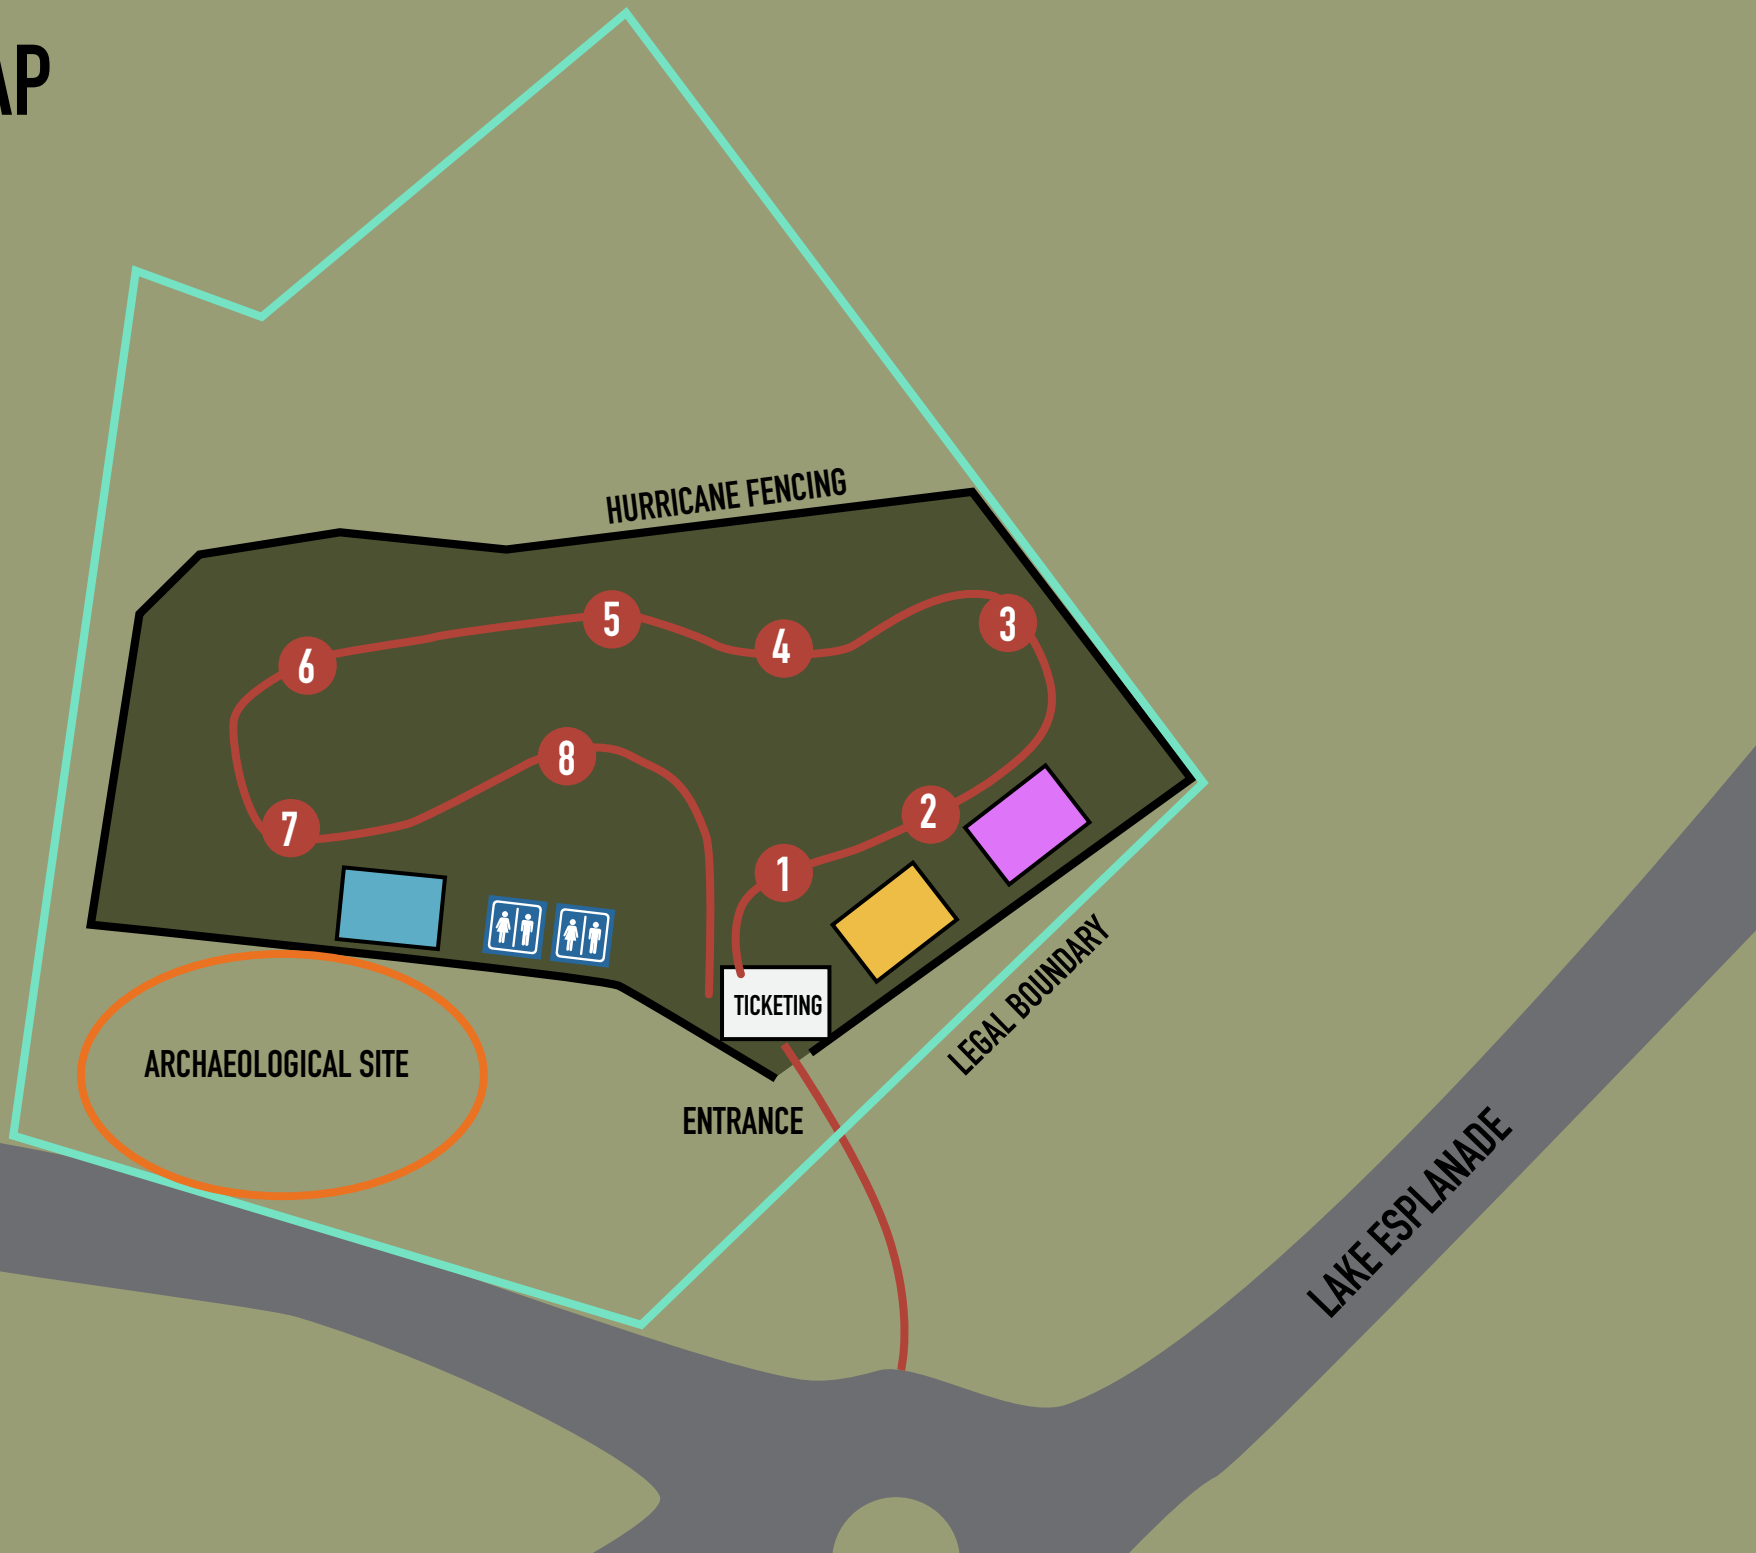 AP
HURRICANE FENCING
5
3
4
6
8
2
7
1
TICKETING
LEGAL BOUNDARY
ARCHAEOLOGICAL SITE
ENTRANCE
LAKE ESPLANADE